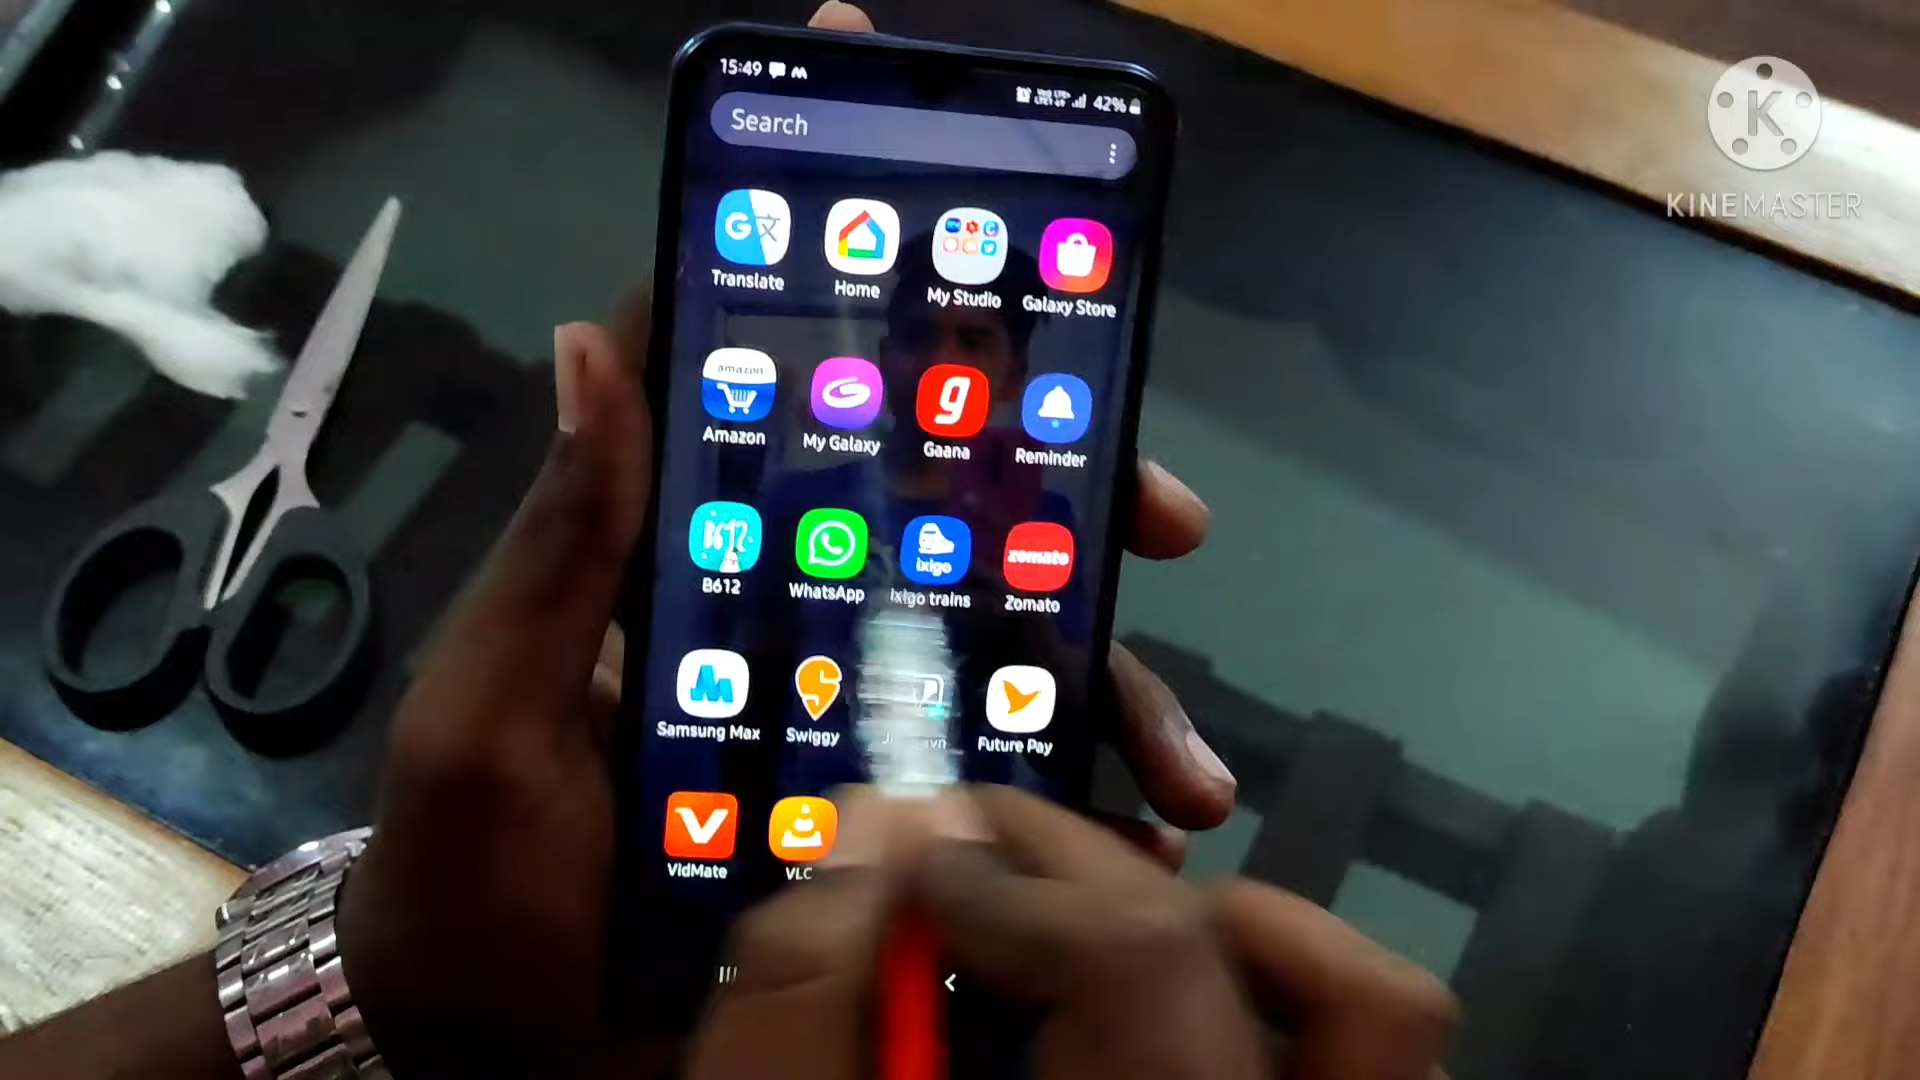 15:49
42%
Search
Translate Home My Studio Galaxy Store
amazon
Amazon My Galaxy Gaana Reminder
B612 ixigo zomato
B612 WhatsApp ixigo trains Zomato
Samsung Max Swiggy Future Pay
VidMate VLC
K
KINEMASTER